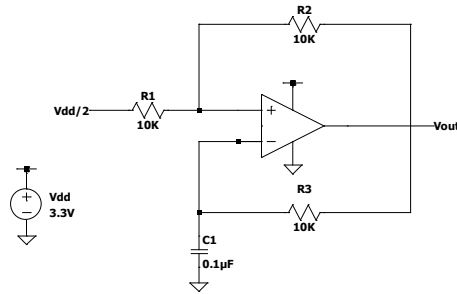 R2
10K
R1
Vdd/2
10K
+
−
Vout
R3
10K
Vdd
3.3V
+
−
C1
0.1µF